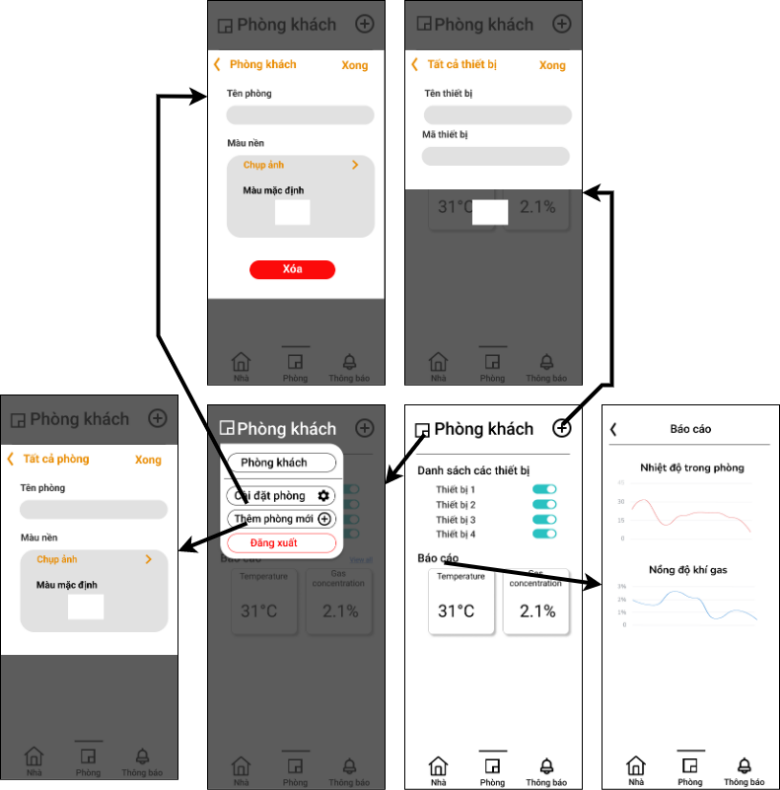 Phòng khách
Phòng khách
Xong
Tên phòng
Màu nền
Chụp ảnh
Màu mặc định
Xóa
Nhà
Phòng
Thông báo
Phòng khách
Tất cả thiết bị
Xong
Tên thiết bị
Mã thiết bị
31°C
2.1%
Nhà
Phòng
Thông báo
Phòng khách
Tất cả phòng
Xong
Tên phòng
Màu nền
Chụp ảnh
Màu mặc định
Nhà
Phòng
Thông báo
Phòng khách
Phòng khách
Cài đặt phòng
Thêm phòng mới
Đăng xuất
Báo cáo
View all
Temperature
31°C
Gas
concentration
2.1%
Nhà
Phòng
Thông báo
Phòng khách
Danh sách các thiết bị
Thiết bị 1
Thiết bị 2
Thiết bị 3
Thiết bị 4
Báo cáo
Temperature
31°C
Gas
concentration
2.1%
Nhà
Phòng
Thông báo
Báo cáo
Nhiệt độ trong phòng
45
30
15
0
Nồng độ khí gas
3%
2%
1%
0
Nhà
Phòng
Thông báo